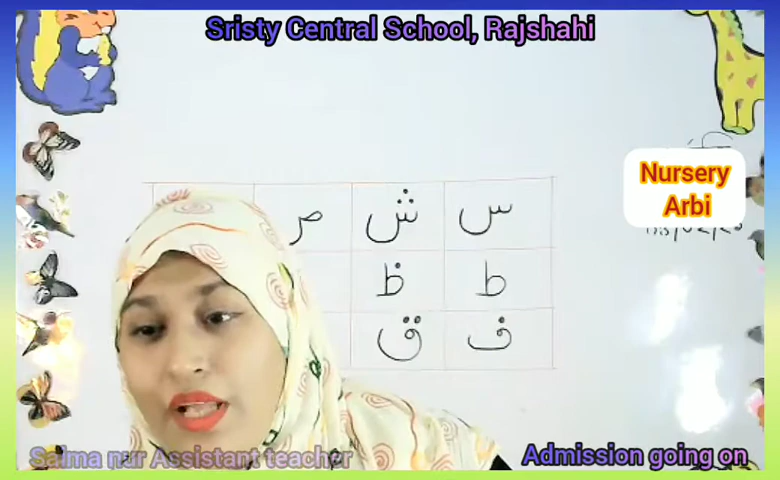 Sristy Central School, Rajshahi
Nursery
Arbi
س ش ص
ط ظ
ف ق
Salma nur Assistant teacher
Admission going on